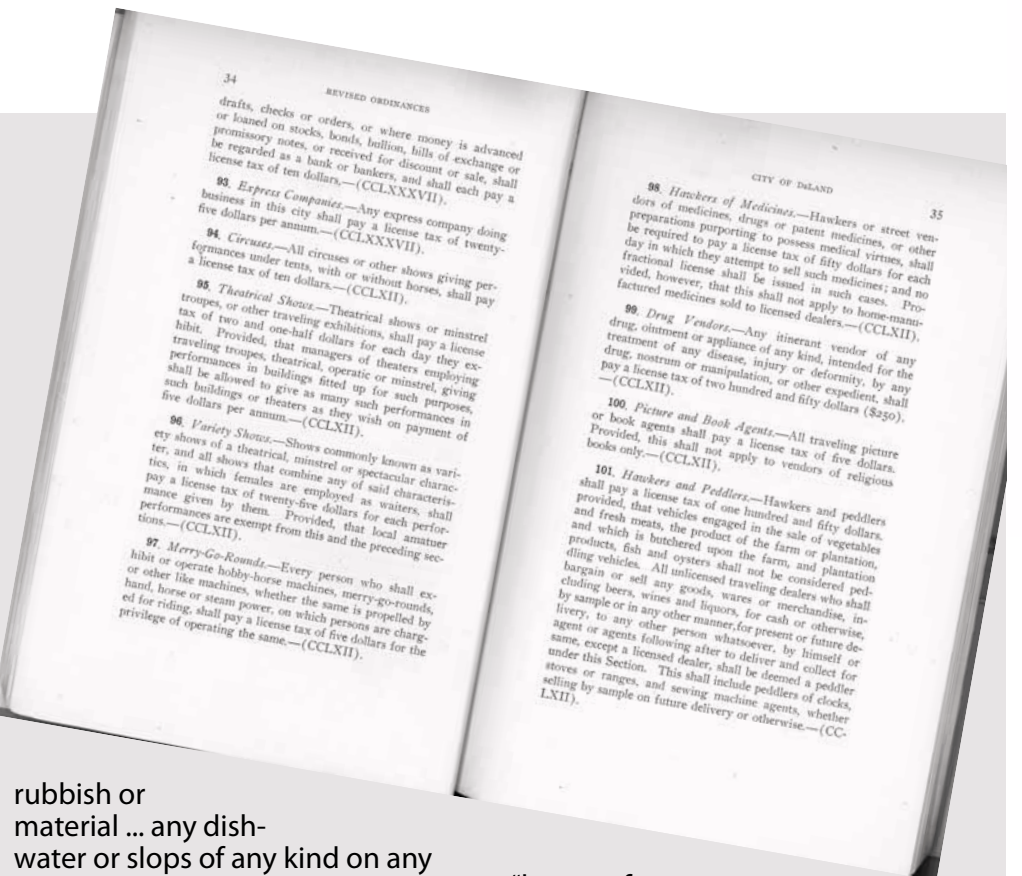 34
REVISED ORDINANCES
drafts, checks or orders, or where money is advanced
or loaned on stocks, bonds, bullion, bills of exchange or
promissory notes, or received for discount or sale, shall
be regarded as a bank or bankers, and shall each pay a
license tax of ten dollars.—(CCLXXXVII).
93. Express Companies.—Any express company doing
business in this city shall pay a license tax of twenty-
five dollars per annum.—(CCLXXXVII).
94. Circuses.—All circuses or other shows giving per-
formances under tents, with or without horses, shall pay
a license tax of ten dollars.—(CCLXII).
95. Theatrical Shows.—Theatrical shows or minstrel
troupes, or other traveling exhibitions, shall pay a license
tax of two and one-half dollars for each day they ex-
hibit. Provided, that managers of theaters employing
traveling troupes, theatrical, operatic or minstrel, giving
performances in buildings fitted up for such purposes,
shall be allowed to give as many such performances in
such buildings or theaters as they wish on payment of
five dollars per annum.—(CCLXII).
96. Variety Shows.—Shows commonly known as vari-
ety shows of a theatrical, minstrel or spectacular charac-
ter, and all shows that combine any of said characteris-
tics, in which females are employed as waiters, shall
pay a license tax of twenty-five dollars for each perfor-
mance given by them. Provided, that local amatuer
performances are exempt from this and the preceding sec-
tions.—(CCLXII).
97. Merry-Go-Rounds.—Every person who shall ex-
hibit or operate hobby-horse machines, merry-go-rounds,
or other like machines, whether the same is propelled by
hand, horse or steam power, on which persons are charg-
ed for riding, shall pay a license tax of five dollars for the
privilege of operating the same.—(CCLXII).
CITY OF DeLAND
35
98. Hawkers of Medicines.—Hawkers or street ven-
dors of medicines, drugs or patent medicines, or other
preparations purporting to possess medical virtues, shall
be required to pay a license tax of fifty dollars for each
day in which they attempt to sell such medicines; and no
fractional license shall be issued in such cases. Pro-
vided, however, that this shall not apply to home-manu-
factured medicines sold to licensed dealers.—(CCLXII).
99. Drug Vendors.—Any itinerant vendor of any
drug, ointment or appliance of any kind, intended for the
treatment of any disease, injury or deformity, by any
drug, nostrum or manipulation, or other expedient, shall
pay a license tax of two hundred and fifty dollars ($250).
—(CCLXII).
100. Picture and Book Agents.—All traveling picture
or book agents shall pay a license tax of five dollars.
Provided, this shall not apply to vendors of religious
books only.—(CCLXII).
101. Hawkers and Peddlers.—Hawkers and peddlers
shall pay a license tax of one hundred and fifty dollars.
provided, that vehicles engaged in the sale of vegetables
and fresh meats, the product of the farm or plantation,
and which is butchered upon the farm, and plantation
products, fish and oysters shall not be considered ped-
dling vehicles. All unlicensed traveling dealers who shall
bargain or sell any goods, wares or merchandise, in-
cluding beers, wines and liquors, for cash or otherwise,
by sample or in any other manner,for present or future de-
livery, to any other person whatsoever, by himself or
agent or agents following after to deliver and collect for
same, except a licensed dealer, shall be deemed a peddler
under this Section. This shall include peddlers of clocks,
stoves or ranges, and sewing machine agents, whether
selling by sample on future delivery or otherwise.—(CC-
LXII).
rubbish or
material ... any dish-
water or slops of any kind on any